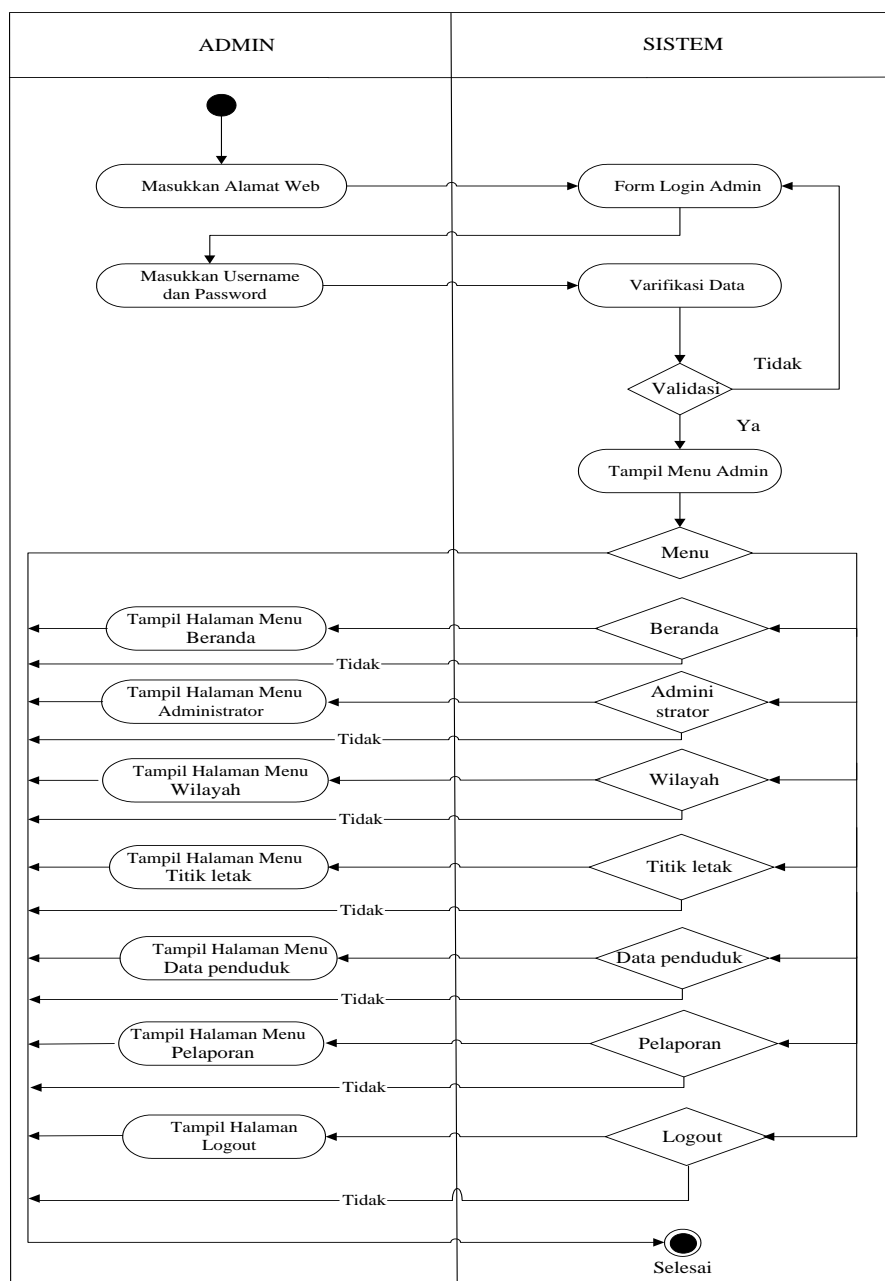 ADMIN
SISTEM
Masukkan Alamat Web
Form Login Admin
Masukkan Username
dan Password
Varifikasi Data
Tidak
Validasi
Ya
Tampil Menu Admin
Menu
Tampil Halaman Menu
Beranda
Beranda
Tidak
Tampil Halaman Menu
Administrator
Admini
strator
Tidak
Tampil Halaman Menu
Wilayah
Wilayah
Tidak
Tampil Halaman Menu
Titik letak
Titik letak
Tidak
Tampil Halaman Menu
Data penduduk
Data penduduk
Tidak
Tampil Halaman Menu
Pelaporan
Pelaporan
Tidak
Tampil Halaman
Logout
Logout
Tidak
Selesai